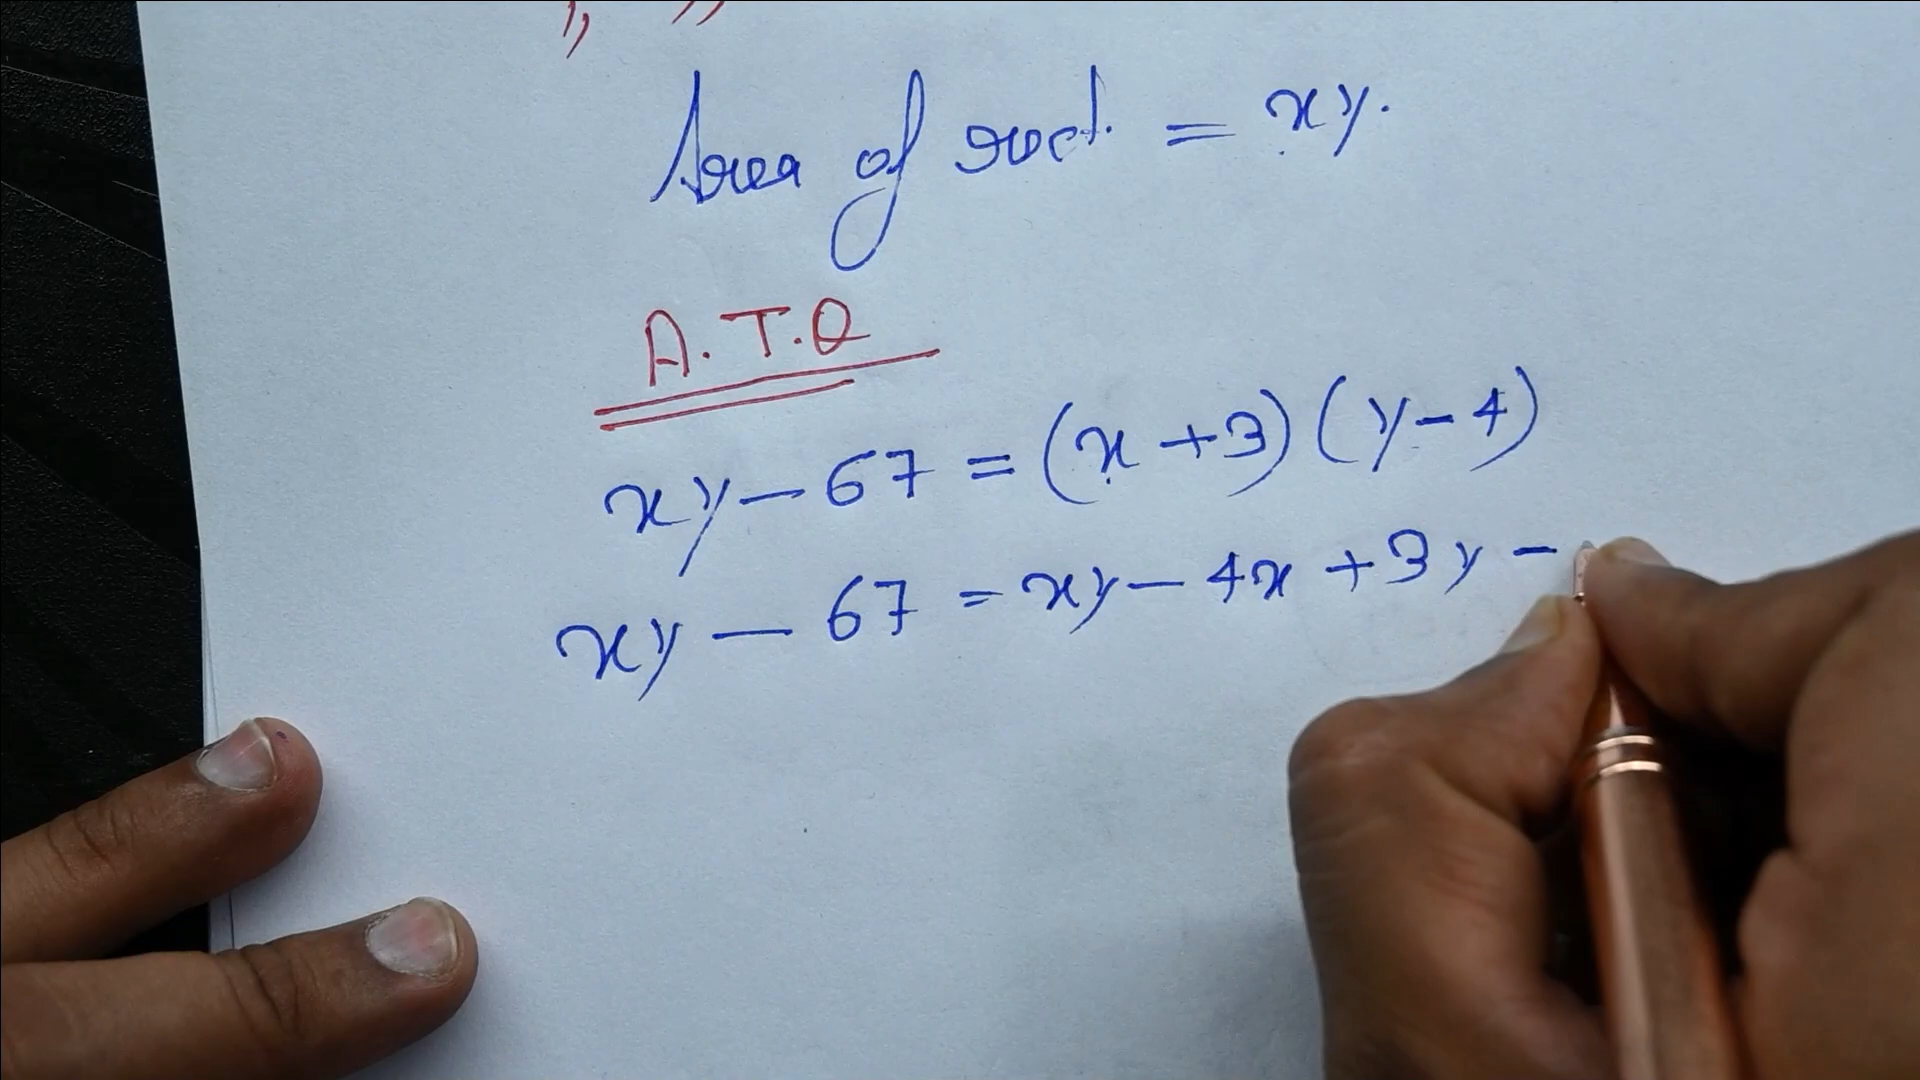 ,, ,,
Area of rect. = xy.
A.T.Q
xy - 67 = (x + 3) (y - 4)
xy - 67 = xy - 4x + 3y -